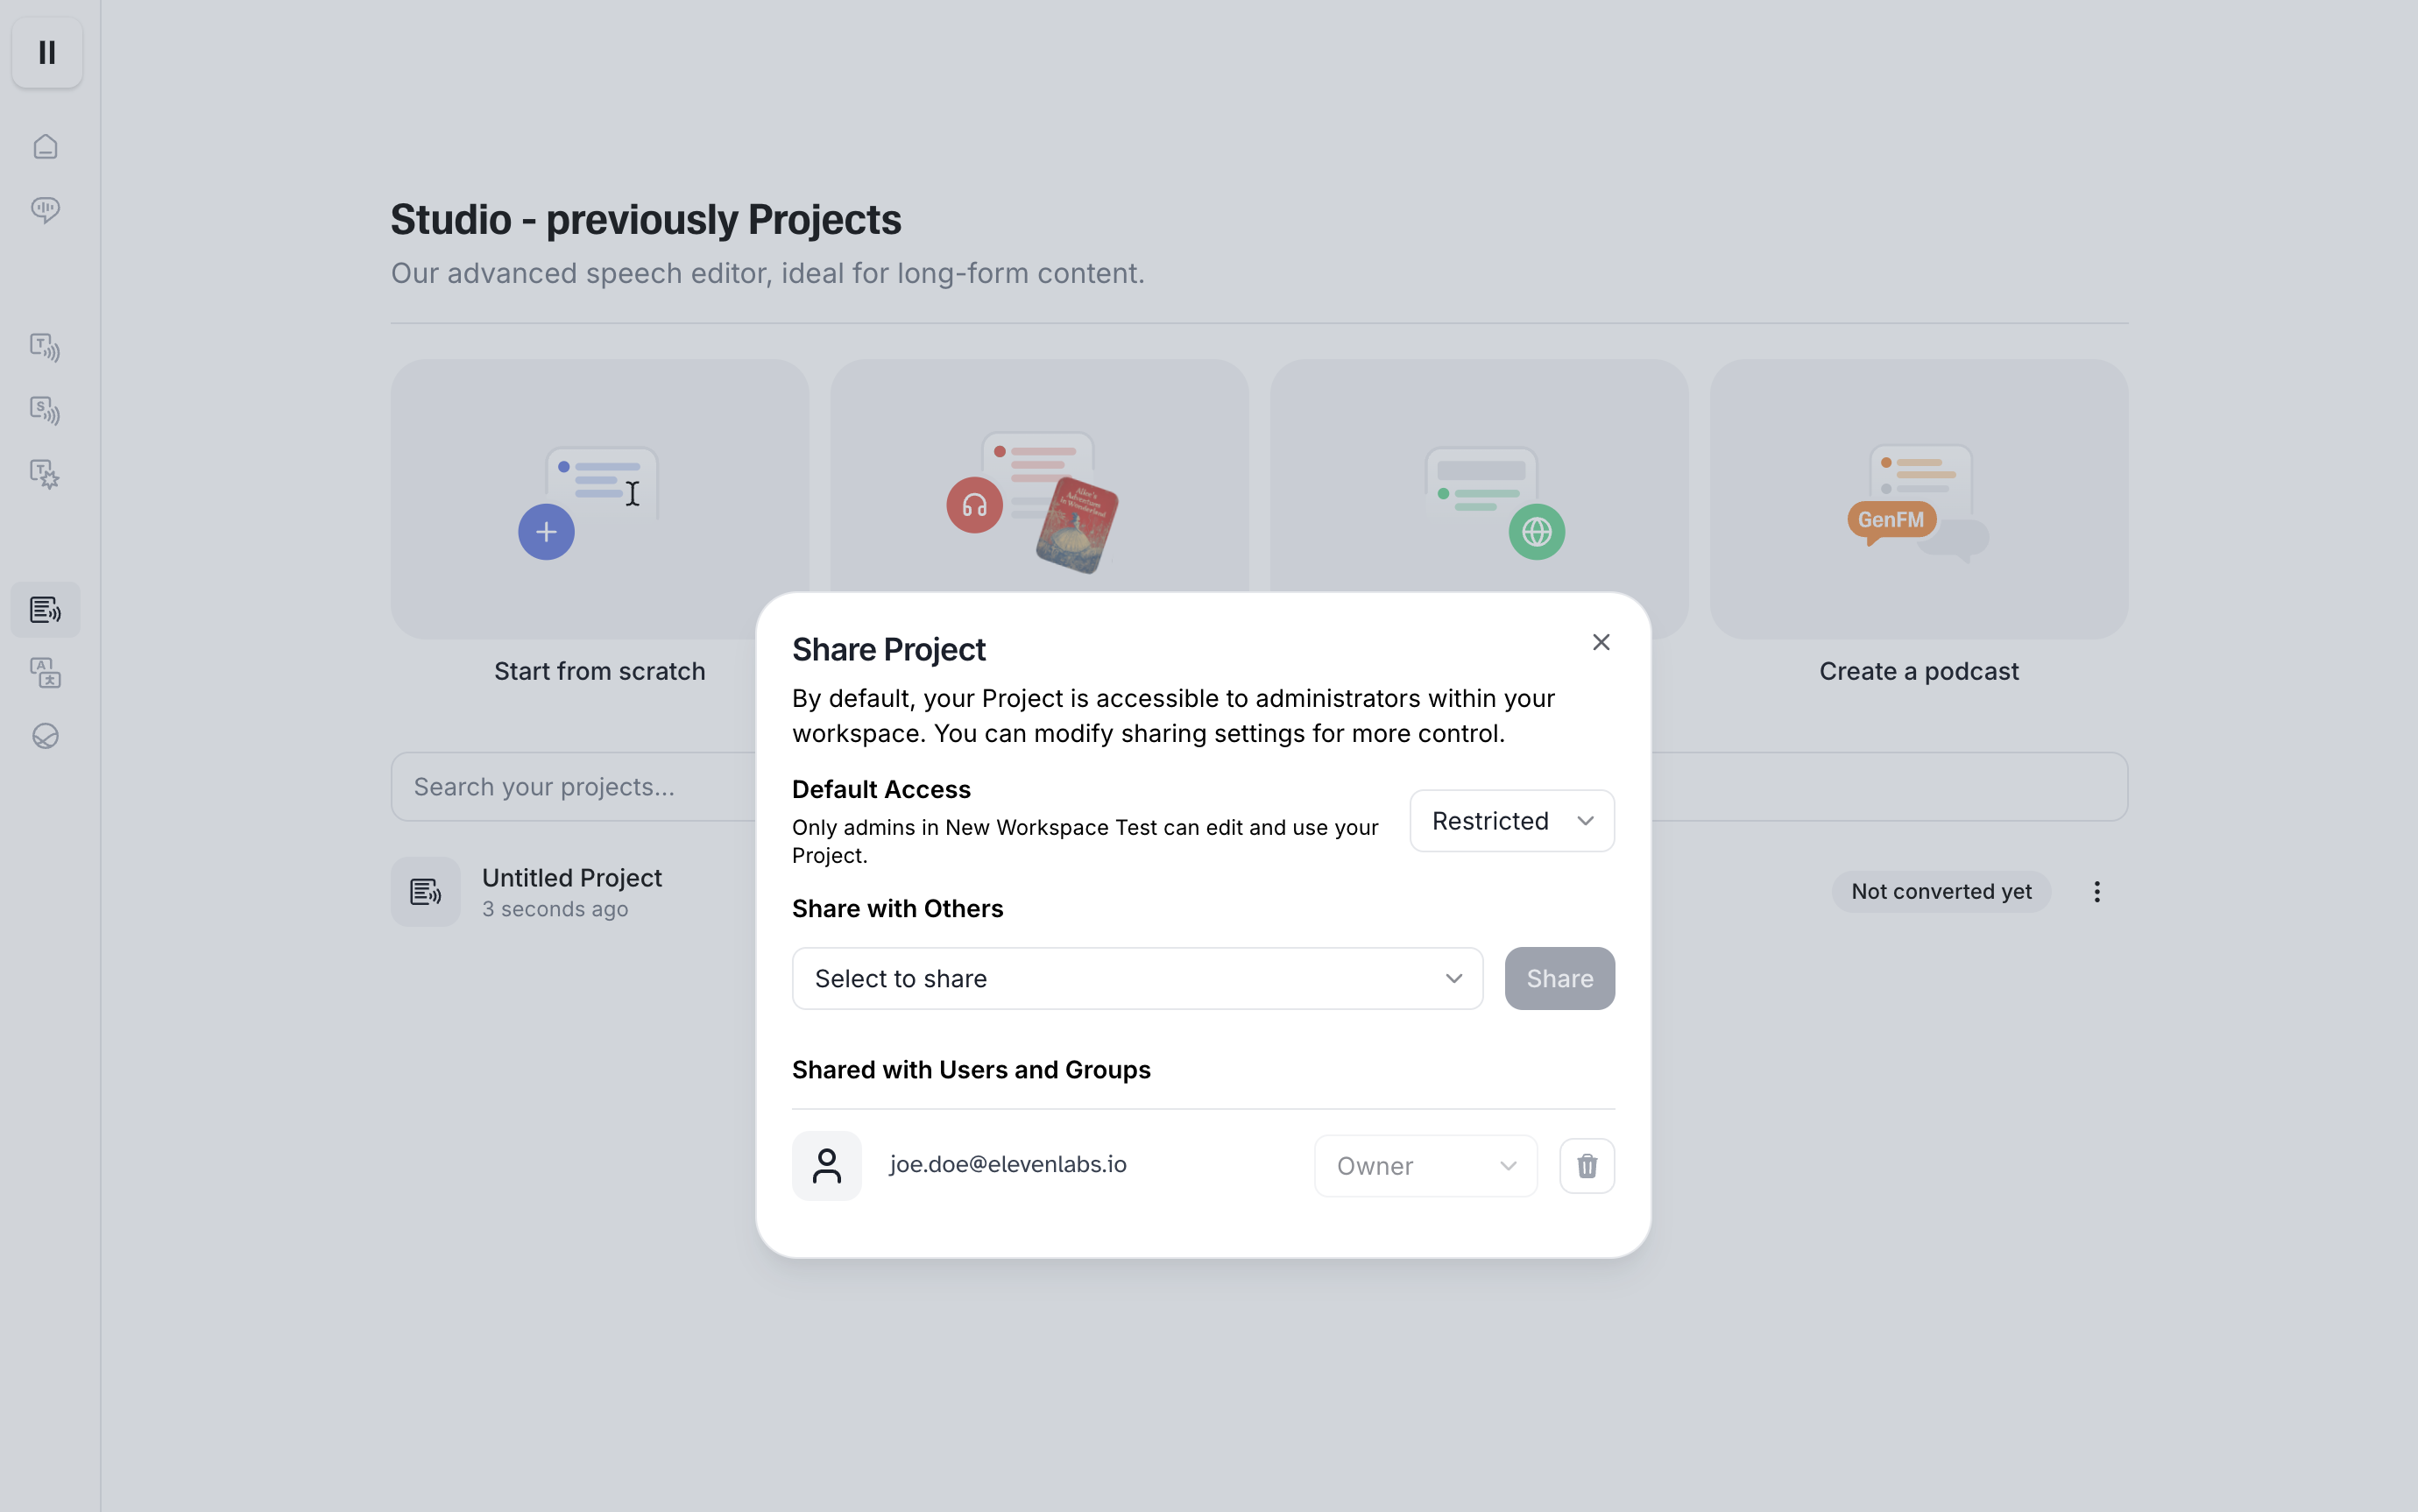 Studio - previously Projects
Our advanced speech editor, ideal for long-form content.
T
S
T
A
Alice's
Adventures
in Wonderland
GenFM
Start from scratch
Create a podcast
Search your projects...
Untitled Project
3 seconds ago
Not converted yet
Share Project
By default, your Project is accessible to administrators within your
workspace. You can modify sharing settings for more control.
Default Access
Only admins in New Workspace Test can edit and use your
Project.
Restricted
Share with Others
Select to share
Share
Shared with Users and Groups
joe.doe@elevenlabs.io
Owner